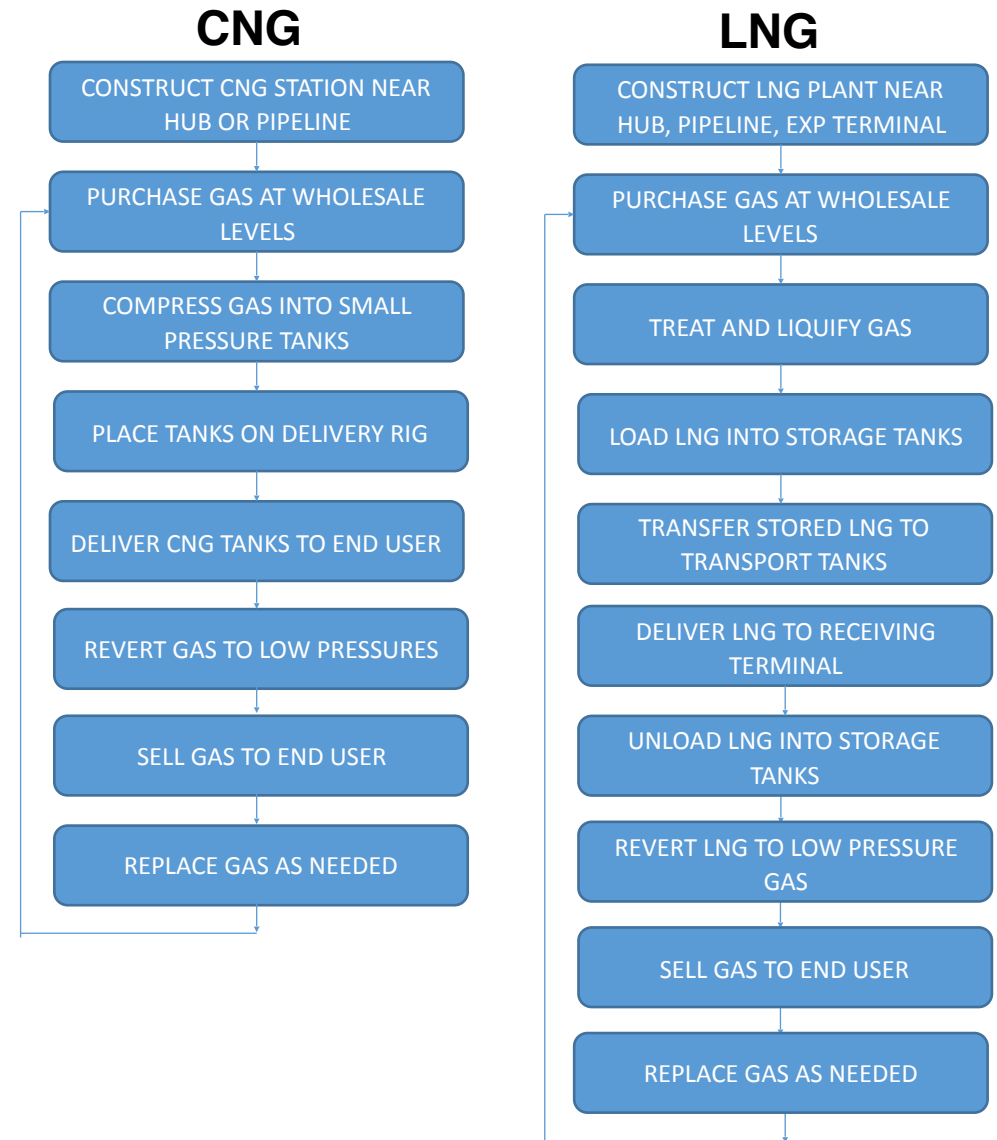 CNG
CONSTRUCT CNG STATION NEAR
HUB OR PIPELINE
PURCHASE GAS AT WHOLESALE
LEVELS
COMPRESS GAS INTO SMALL
PRESSURE TANKS
PLACE TANKS ON DELIVERY RIG
DELIVER CNG TANKS TO END USER
REVERT GAS TO LOW PRESSURES
SELL GAS TO END USER
REPLACE GAS AS NEEDED
LNG
CONSTRUCT LNG PLANT NEAR
HUB, PIPELINE, EXP TERMINAL
PURCHASE GAS AT WHOLESALE
LEVELS
TREAT AND LIQUIFY GAS
LOAD LNG INTO STORAGE TANKS
TRANSFER STORED LNG TO
TRANSPORT TANKS
DELIVER LNG TO RECEIVING
TERMINAL
UNLOAD LNG INTO STORAGE
TANKS
REVERT LNG TO LOW PRESSURE
GAS
SELL GAS TO END USER
REPLACE GAS AS NEEDED